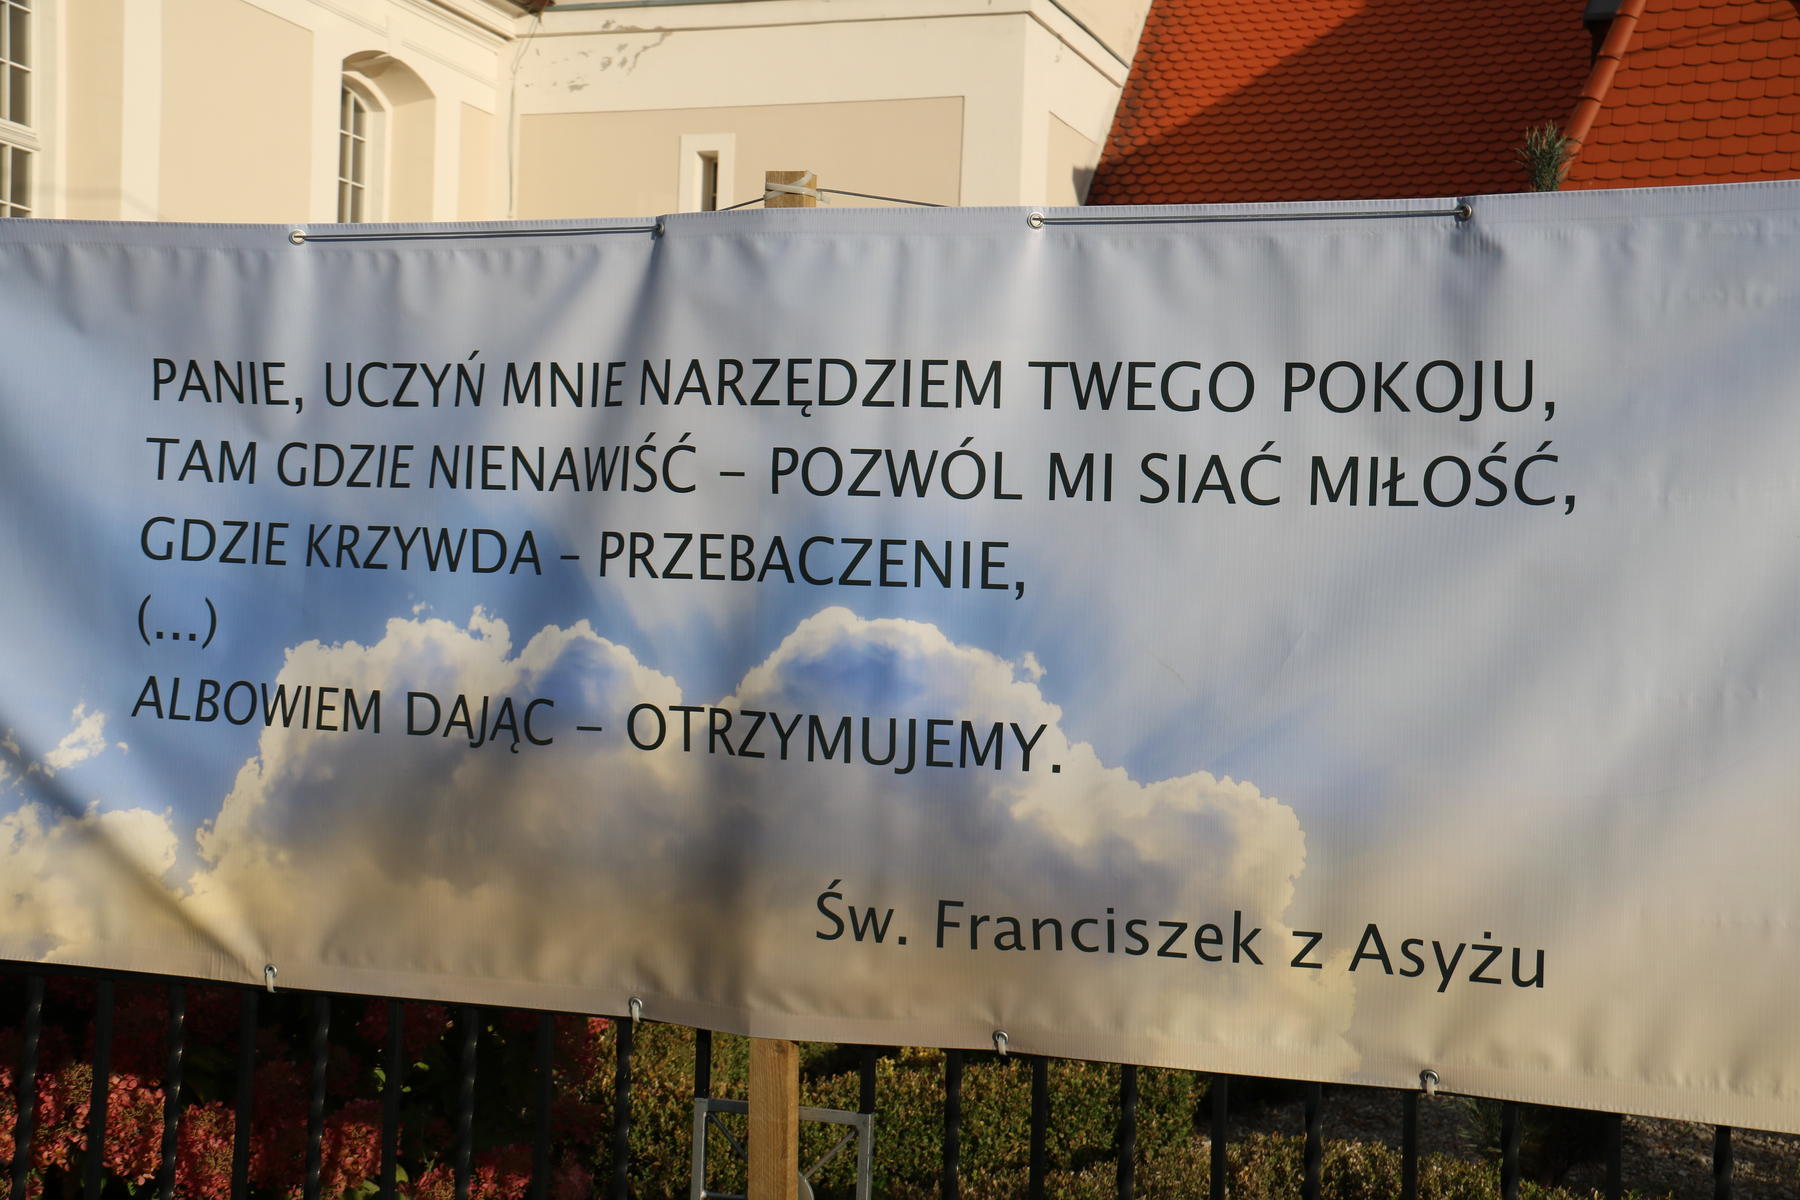 PANIE, UCZYŃ MNIE NARZĘDZIEM TWEGO POKOJU,
TAM GDZIE NIENAWIŚĆ – POZWÓL MI SIAĆ MIŁOŚĆ,
GDZIE KRZYWDA – PRZEBACZENIE,
(...)
ALBOWIEM DAJĄC – OTRZYMUJEMY.
Św. Franciszek z Asyżu